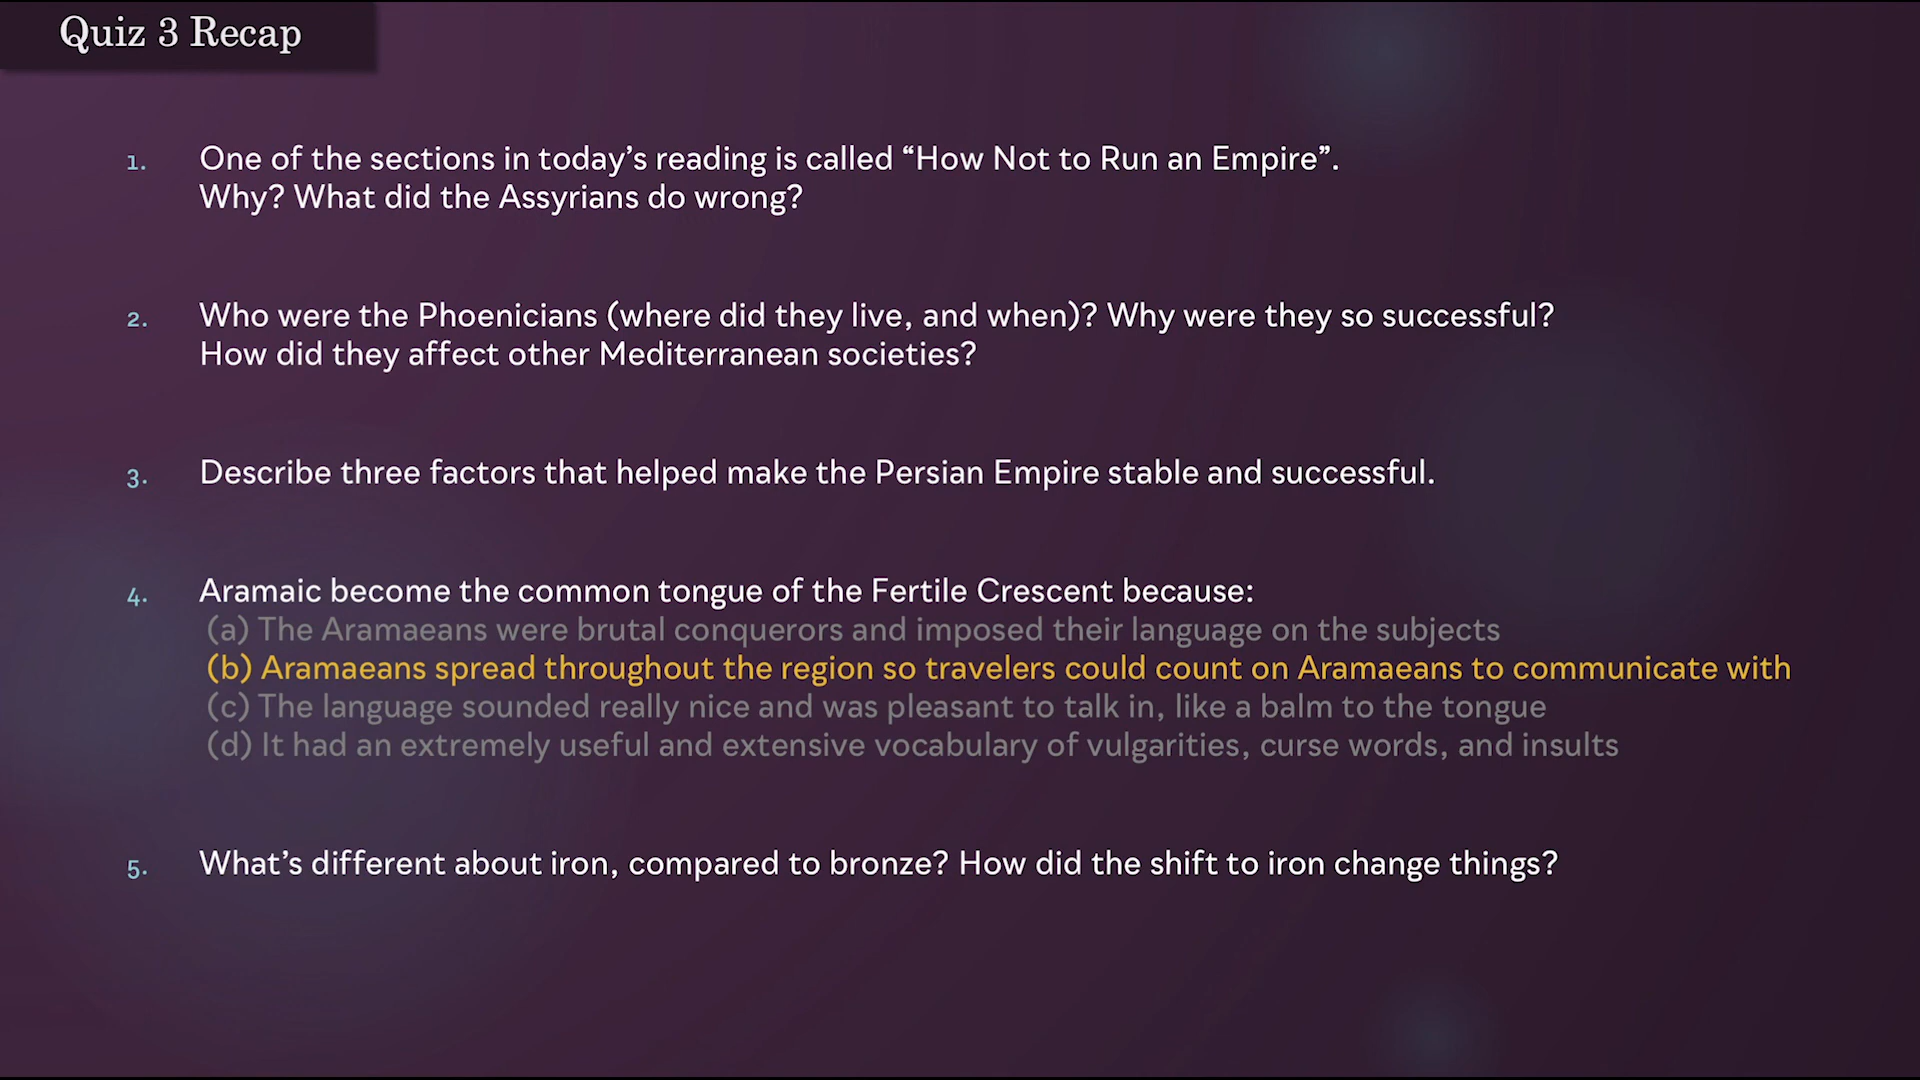 Quiz 3 Recap
1. One of the sections in today’s reading is called “How Not to Run an Empire”.
Why? What did the Assyrians do wrong?
2. Who were the Phoenicians (where did they live, and when)? Why were they so successful?
How did they affect other Mediterranean societies?
3. Describe three factors that helped make the Persian Empire stable and successful.
4. Aramaic become the common tongue of the Fertile Crescent because:
(a) The Aramaeans were brutal conquerors and imposed their language on the subjects
(b) Aramaeans spread throughout the region so travelers could count on Aramaeans to communicate with
(c) The language sounded really nice and was pleasant to talk in, like a balm to the tongue
(d) It had an extremely useful and extensive vocabulary of vulgarities, curse words, and insults
5. What’s different about iron, compared to bronze? How did the shift to iron change things?